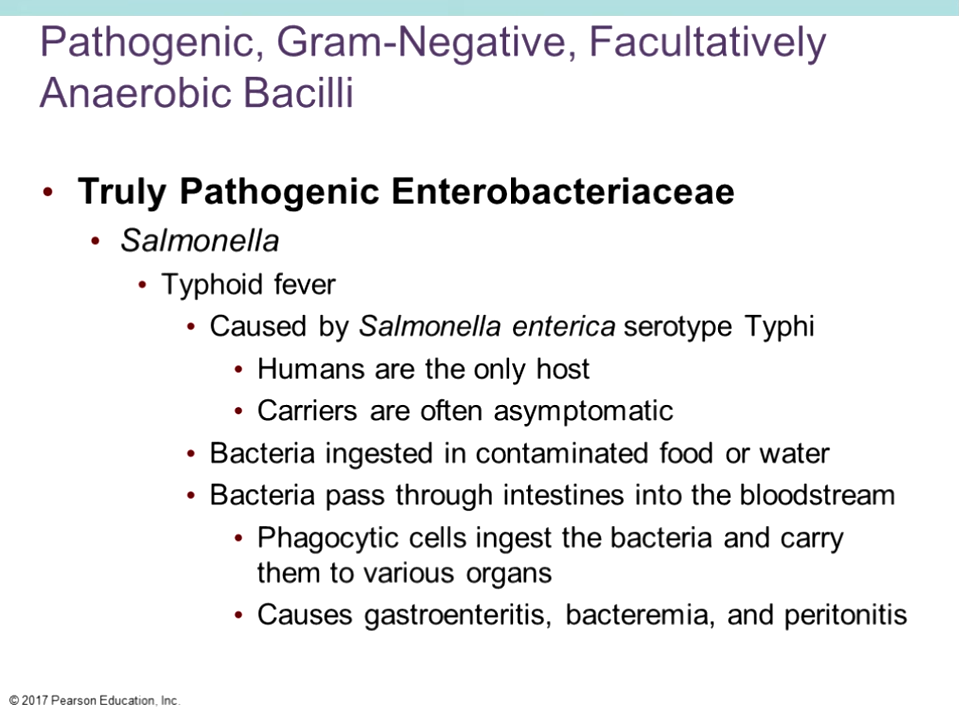 Pathogenic, Gram-Negative, Facultatively
Anaerobic Bacilli
• Truly Pathogenic Enterobacteriaceae
• Salmonella
• Typhoid fever
• Caused by Salmonella enterica serotype Typhi
• Humans are the only host
• Carriers are often asymptomatic
• Bacteria ingested in contaminated food or water
• Bacteria pass through intestines into the bloodstream
• Phagocytic cells ingest the bacteria and carry
them to various organs
• Causes gastroenteritis, bacteremia, and peritonitis
© 2017 Pearson Education, Inc.